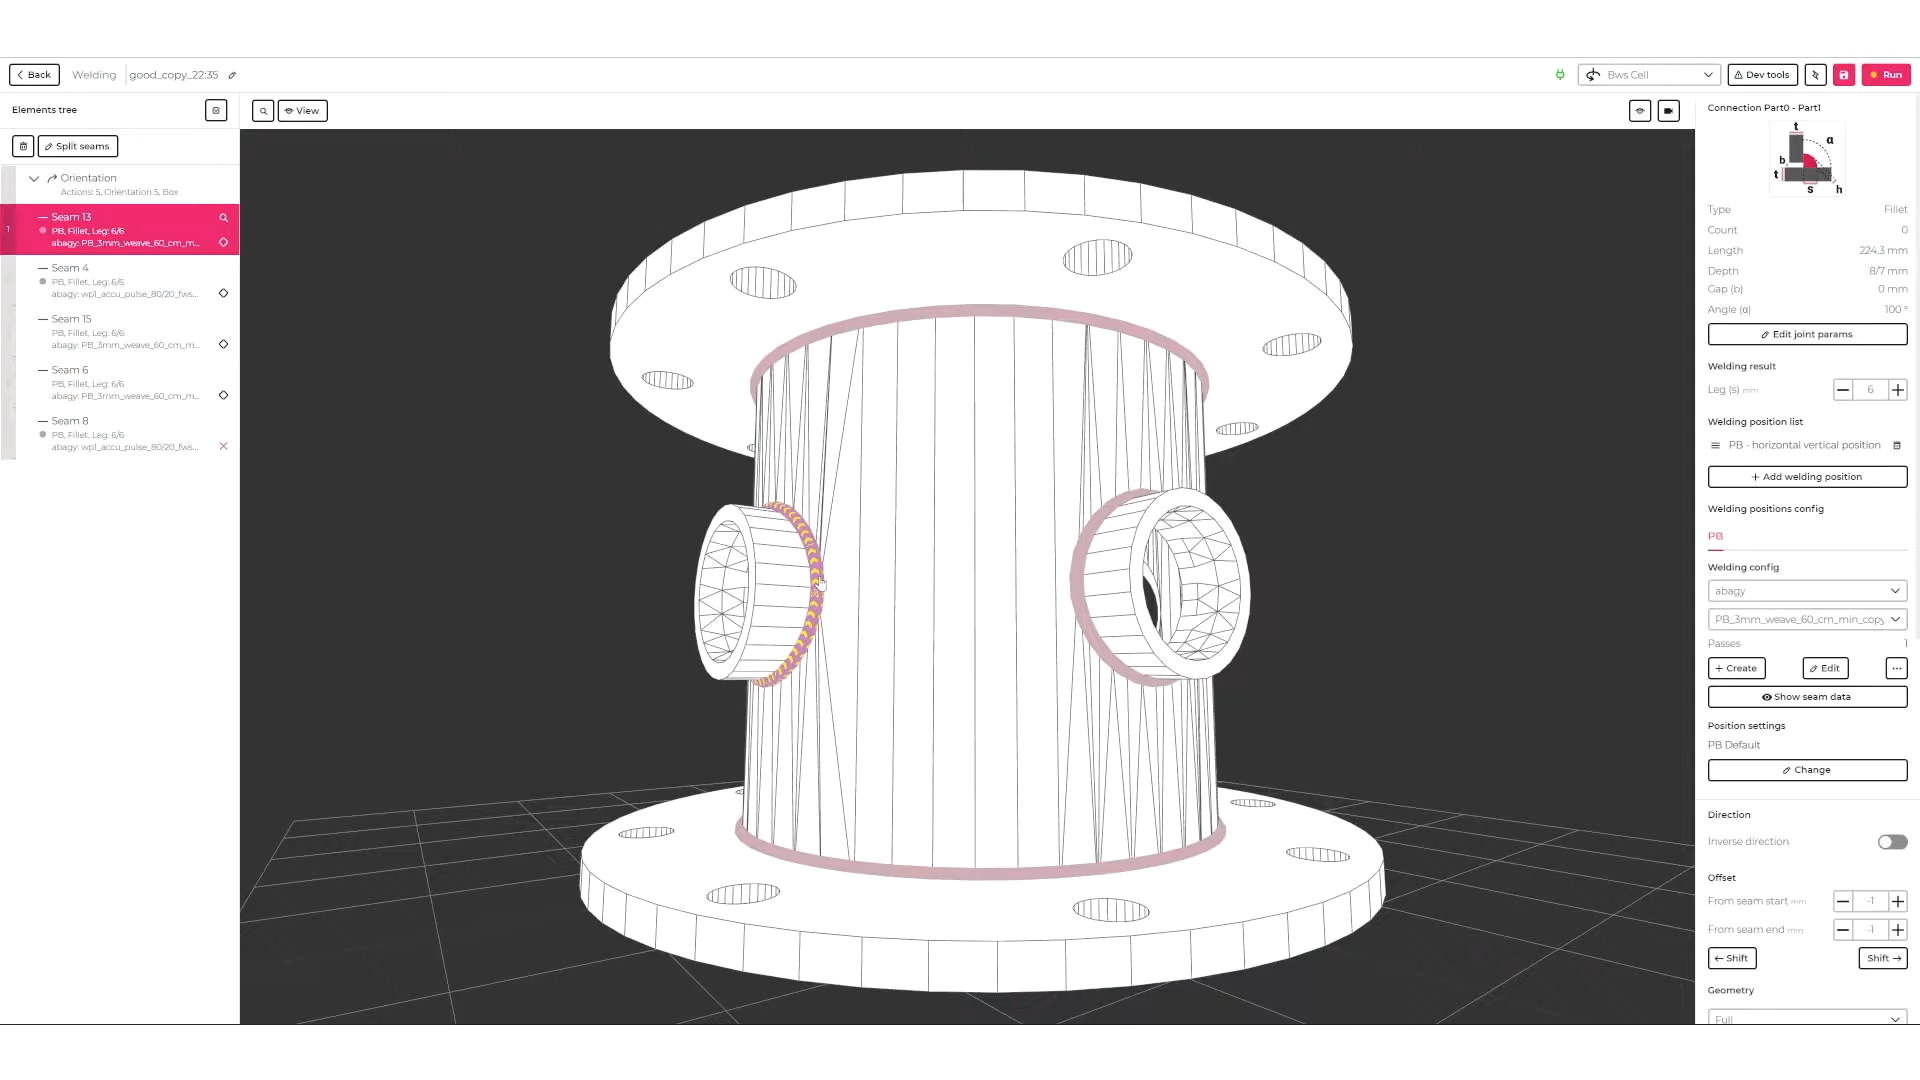 Back
Welding
good_copy_22:35
Bws Cell
Dev tools
Run
Elements tree
View
Split seams
Orientation
Actions: 5, Orientation 5, Box
1
Seam 13
PB, Fillet, Leg: 6/6
abagy: PB_3mm_weave_60_cm_m...
Seam 4
PB, Fillet, Leg: 6/6
abagy: wp1_accu_pulse_80/20_fws...
Seam 15
PB, Fillet, Leg: 6/6
abagy: PB_3mm_weave_60_cm_m...
Seam 6
PB, Fillet, Leg: 6/6
abagy: PB_3mm_weave_60_cm_m...
Seam 8
PB, Fillet, Leg: 6/6
abagy: wp1_accu_pulse_80/20_fws...
Connection Part0 - Part1
t
α
b
t
s
h
Type Fillet
Count 0
Length 224.3 mm
Depth 8/7 mm
Gap (b) 0 mm
Angle (α) 100 °
Edit joint params
Welding result
Leg (s) mm 6
Welding position list
PB - horizontal vertical position
+ Add welding position
Welding positions config
PB
Welding config
abagy
PB_3mm_weave_60_cm_min_copy
Passes 1
+ Create
Edit
...
Show seam data
Position settings
PB Default
Change
Direction
Inverse direction
Offset
From seam start mm -1
From seam end mm -1
← Shift
Shift →
Geometry
Full